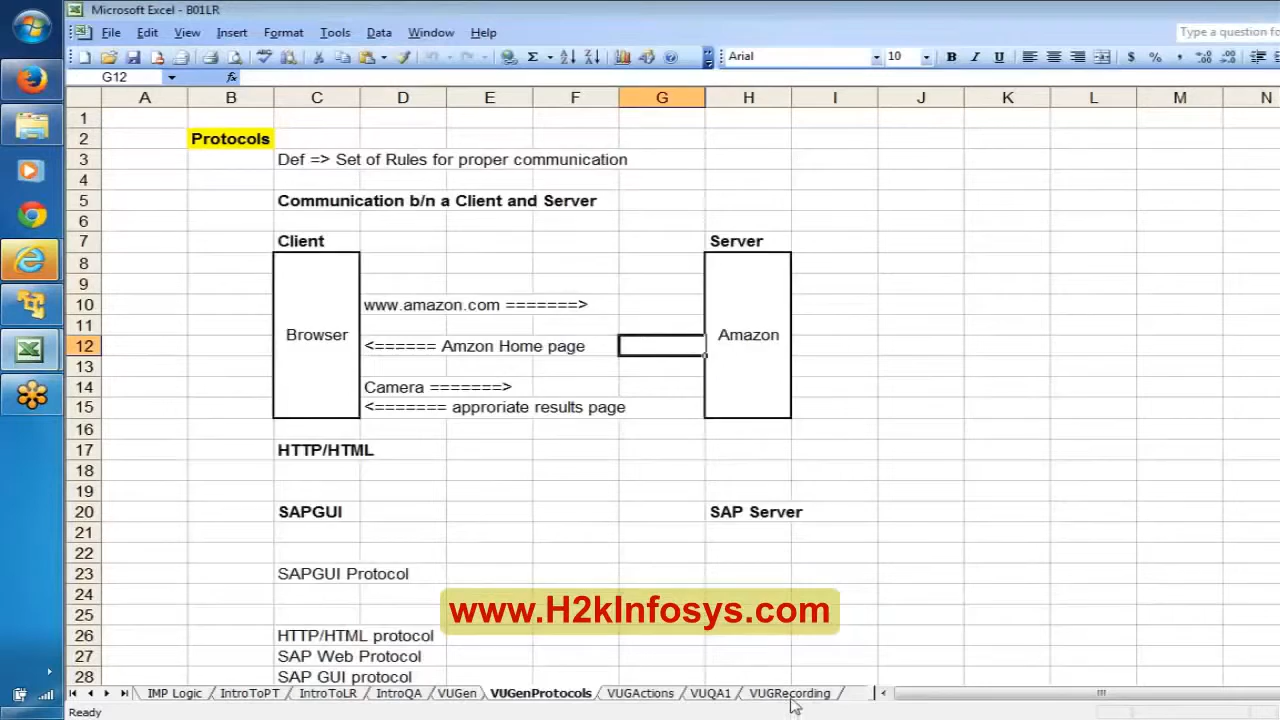 Microsoft Excel - B01LR
File Edit View Insert Format Tools Data Window Help
Type a question fo
Arial 10 B I U $ % ,
G12 fx
A B C D E F G H I J K L M N
1
2 Protocols
3 Def => Set of Rules for proper communication
4
5 Communication b/n a Client and Server
6
7 Client Server
8
9
10 www.amazon.com =======>
11
Browser Amazon
12 <====== Amzon Home page
13
14 Camera =======>
15 <======= approriate results page
16
17 HTTP/HTML
18
19
20 SAPGUI SAP Server
21
22
23 SAPGUI Protocol
24
www.H2kInfosys.com
25
26 HTTP/HTML protocol
27 SAP Web Protocol
28 SAP GUI protocol
IMP Logic IntroToPT IntroToLR IntroQA VUGen VUGenProtocols VUGActions VUQA1 VUGRecording
Ready